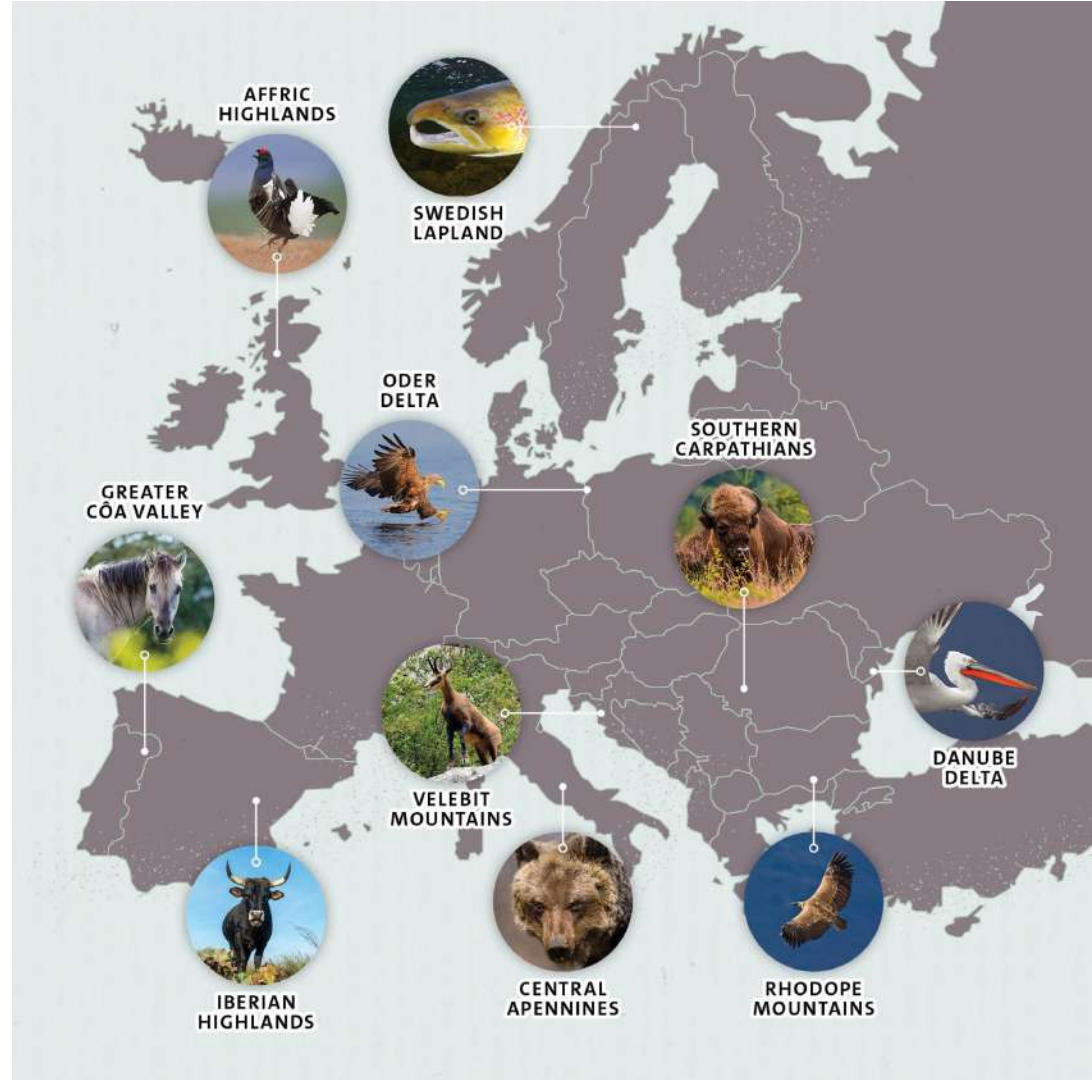 AFFRIC
HIGHLANDS
SWEDISH
LAPLAND
ODER
DELTA
SOUTHERN
CARPATHIANS
GREATER
CÔA VALLEY
DANUBE
DELTA
VELEBIT
MOUNTAINS
IBERIAN
HIGHLANDS
CENTRAL
APENNINES
RHODOPE
MOUNTAINS